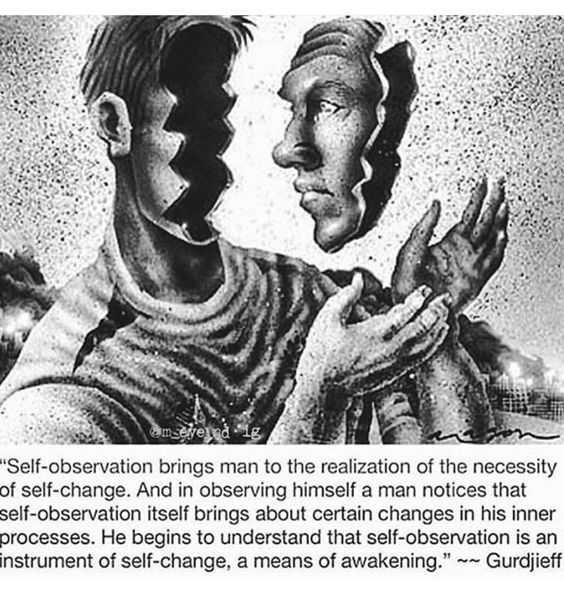 "Self-observation brings man to the realization of the necessity
of self-change. And in observing himself a man notices that
self-observation itself brings about certain changes in his inner
processes. He begins to understand that self-observation is an
instrument of self-change, a means of awakening." ~~ Gurdjieff